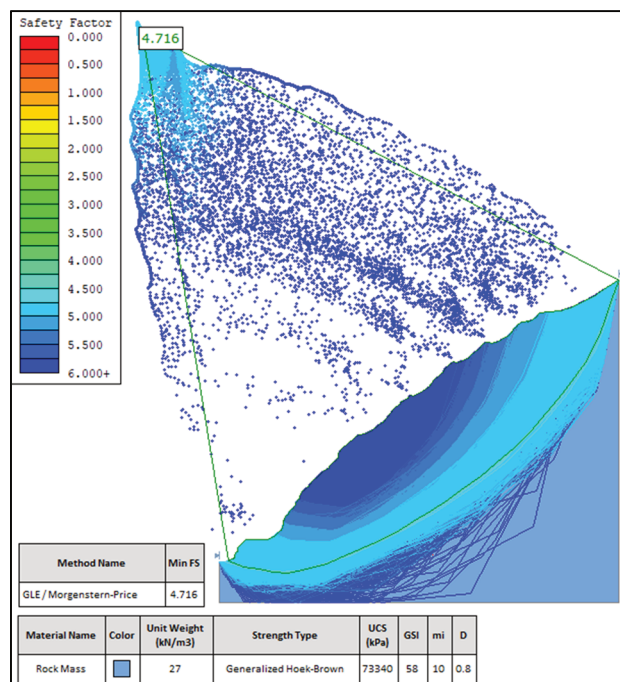 Safety Factor
0.000
0.500
1.000
1.500
2.000
2.500
3.000
3.500
4.000
4.500
5.000
5.500
6.000+
4.716
Method Name Min FS
GLE / Morgenstern-Price 4.716
Material Name Color Unit Weight (kN/m3) Strength Type UCS (kPa) GSI mi D
Rock Mass 27 Generalized Hoek-Brown 73340 58 10 0.8